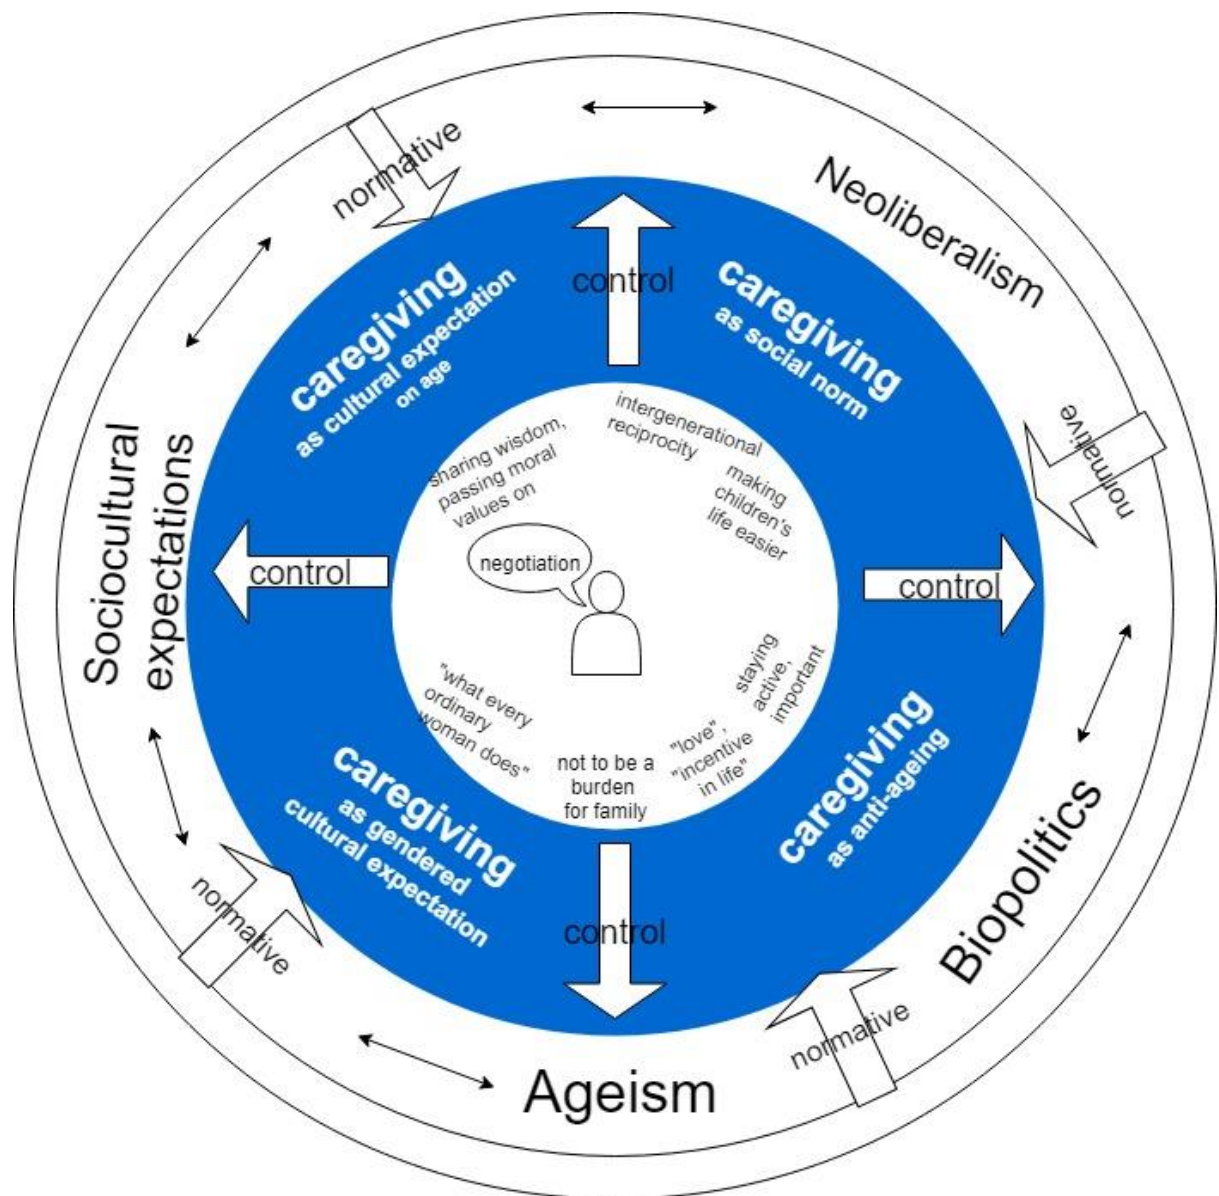 normative
Neoliberalism
control
caregiving
as cultural expectation
on age
caregiving
as social norm
normative
Sociocultural
expectations
intergenerational
reciprocity
sharing wisdom,
passing moral
values on
making
children's
life easier
negotiation
control
control
staying
active,
important
"what every
ordinary
woman does"
"love",
"incentive
in life"
not to be a
burden
for family
caregiving
as gendered
cultural expectation
caregiving
as anti-ageing
control
normative
Biopolitics
normative
Ageism